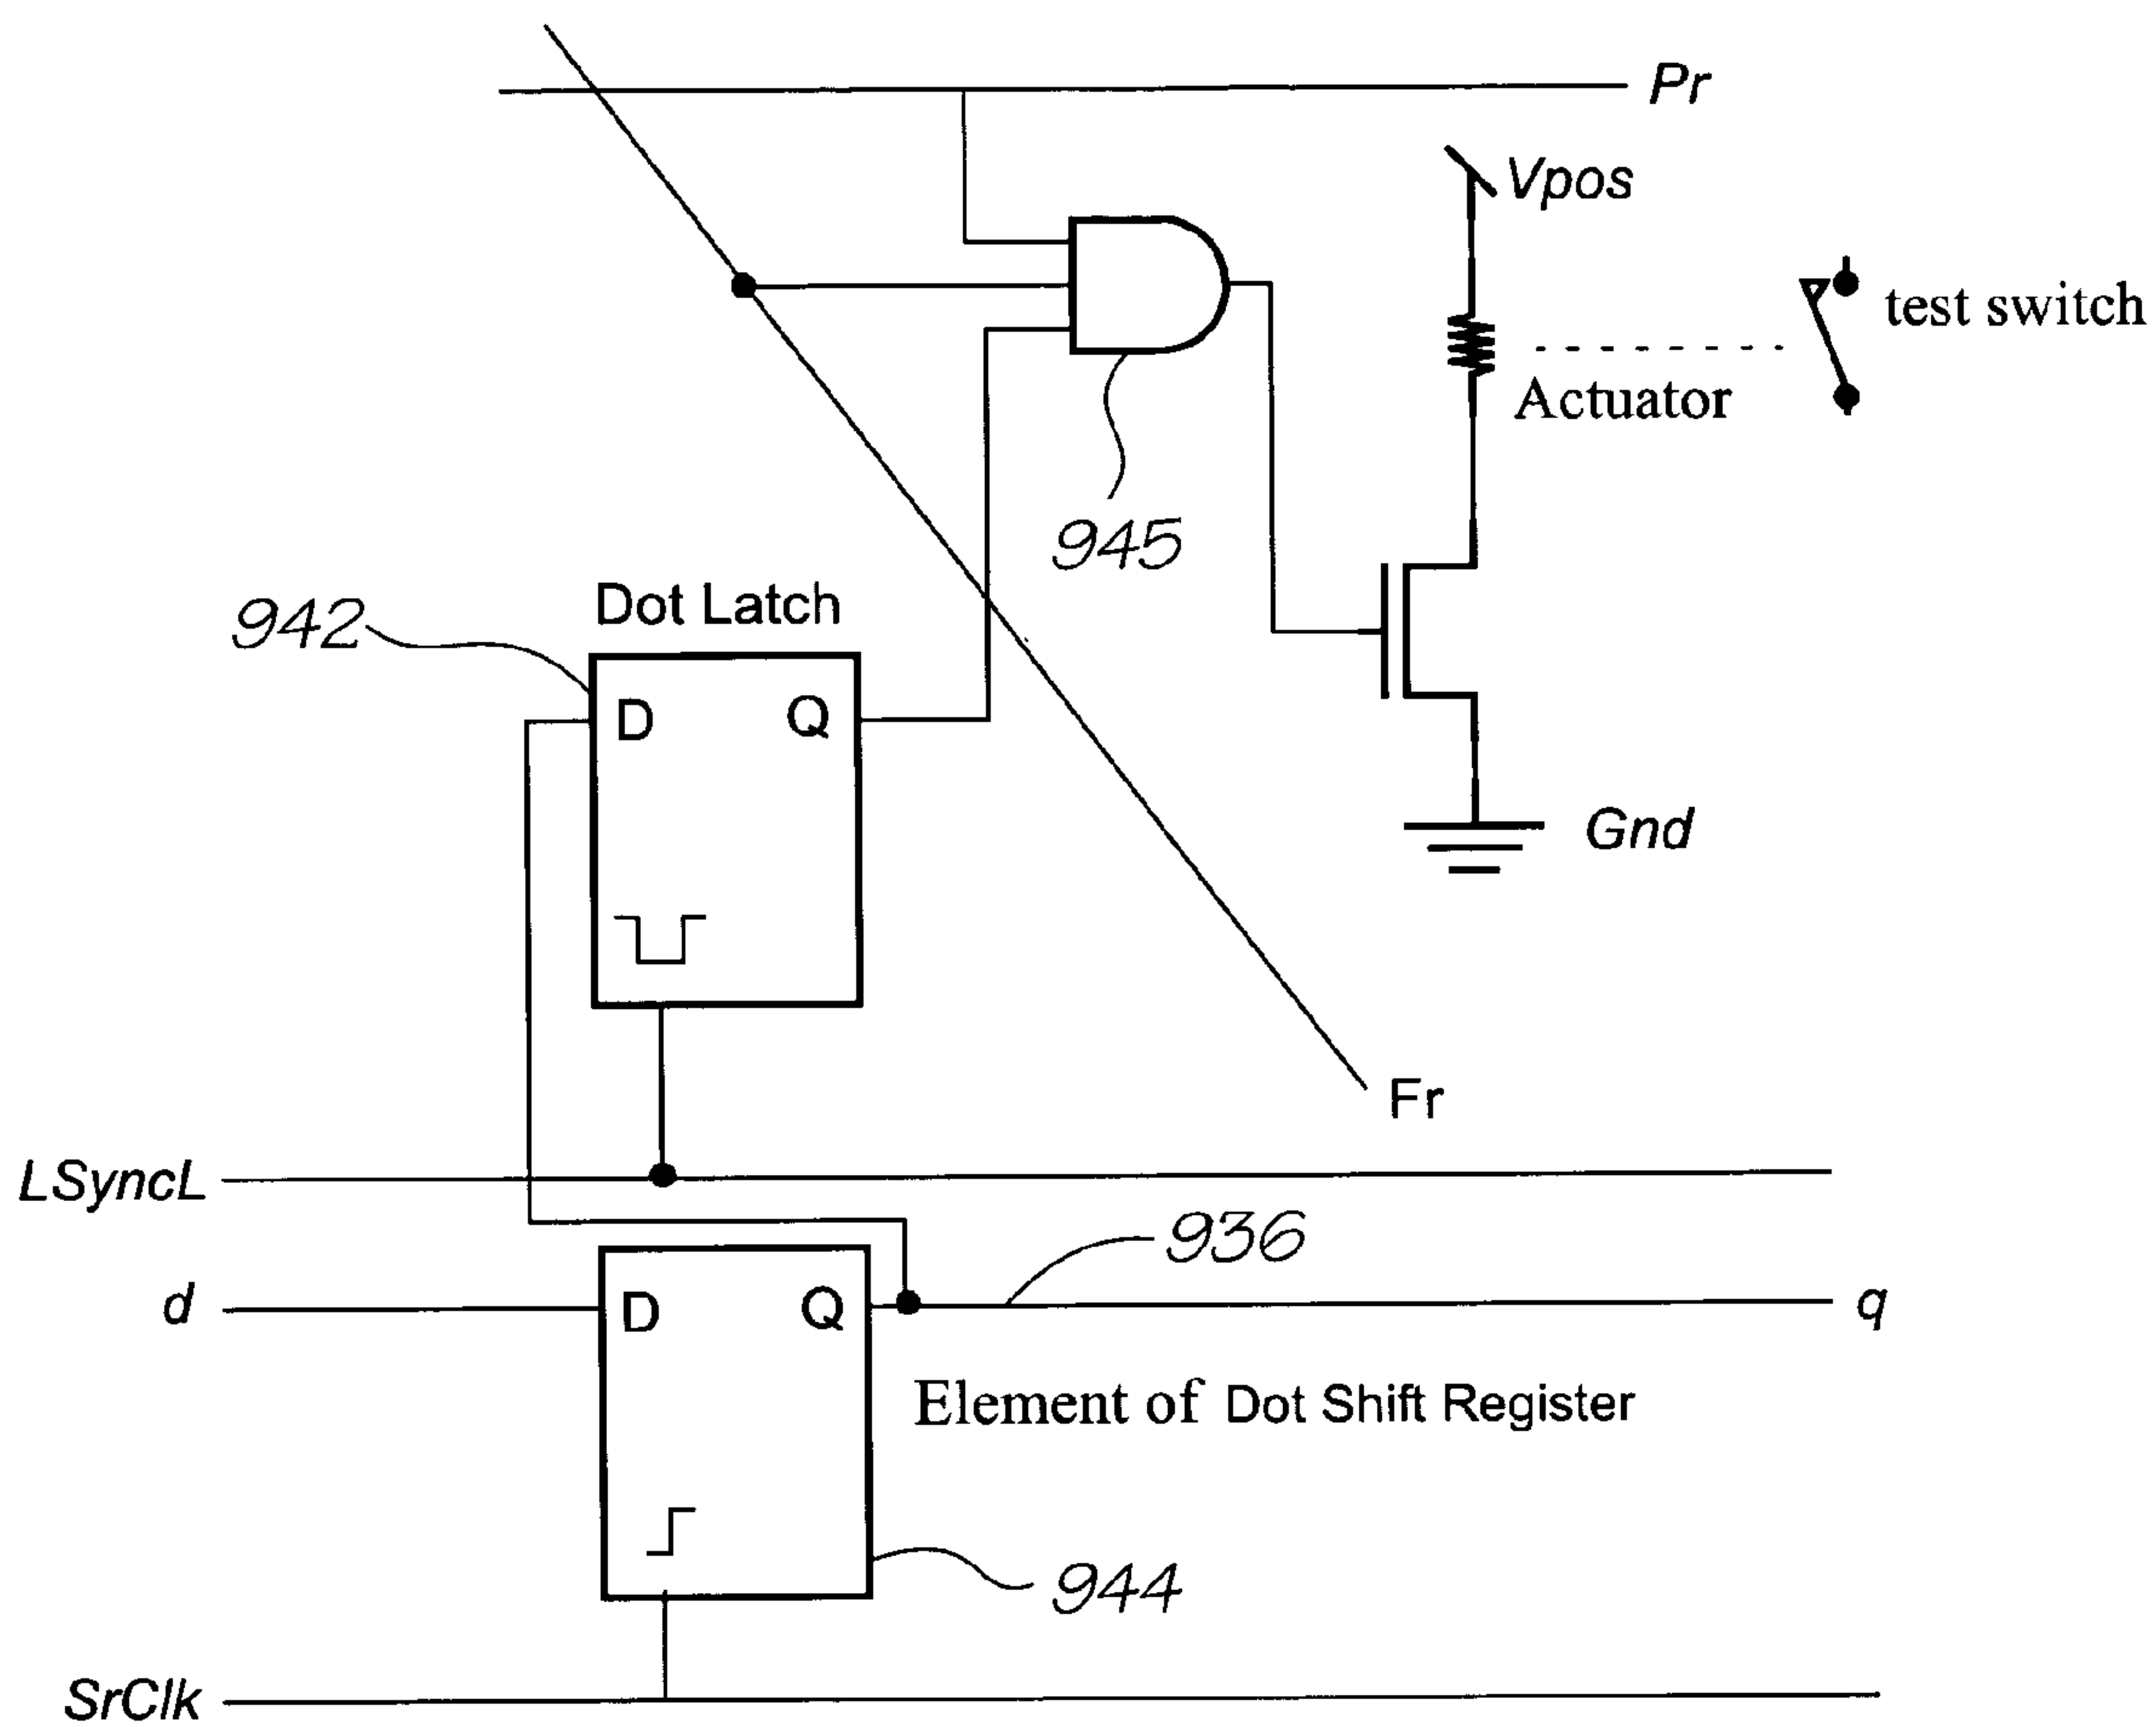 Pr
Vpos
test switch
Actuator
945
Dot Latch
942
D Q
Gnd
Fr
LSyncL
936
d
D Q
q
Element of Dot Shift Register
944
SrClk